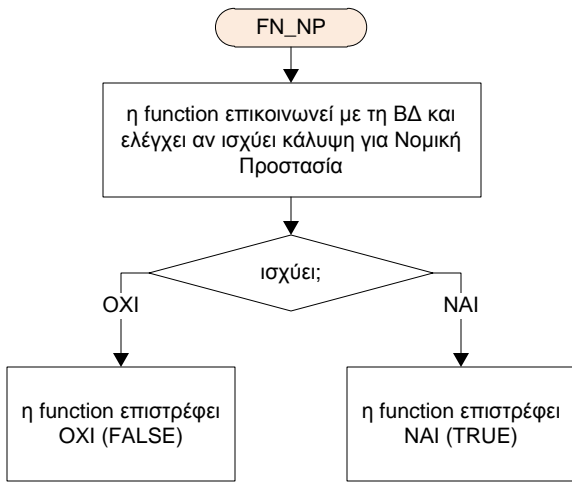 FN_NP
η function επικοινωνεί με τη ΒΔ και
ελέγχει αν ισχύει κάλυψη για Νομική
Προστασία
ισχύει;
ΟΧΙ
ΝΑΙ
η function επιστρέφει
ΟΧΙ (FALSE)
η function επιστρέφει
ΝΑΙ (TRUE)